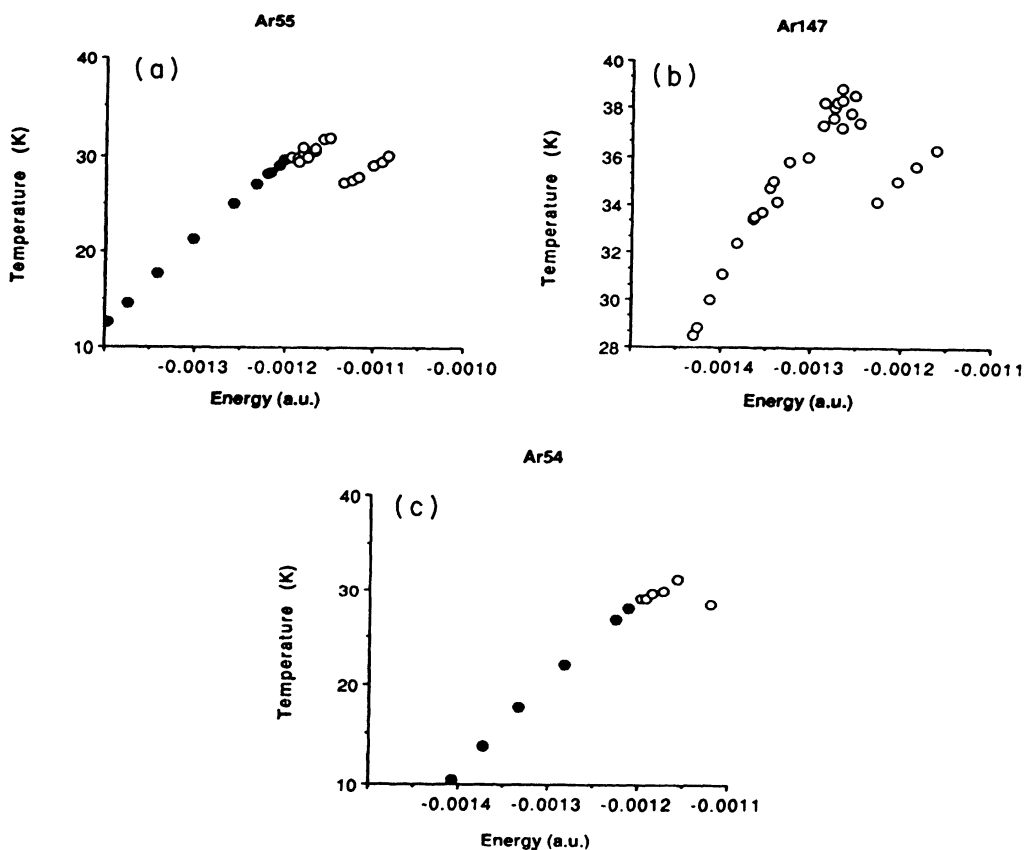 Ar55
(a)
40
30
20
10
Temperature (K)
-0.0013 -0.0012 -0.0011 -0.0010
Energy (a.u.)
Ar147
(b)
40
38
36
34
32
30
28
Temperature (K)
-0.0014 -0.0013 -0.0012 -0.0011
Energy (a.u.)
Ar54
(c)
40
30
20
10
Temperature (K)
-0.0014 -0.0013 -0.0012 -0.0011
Energy (a.u.)